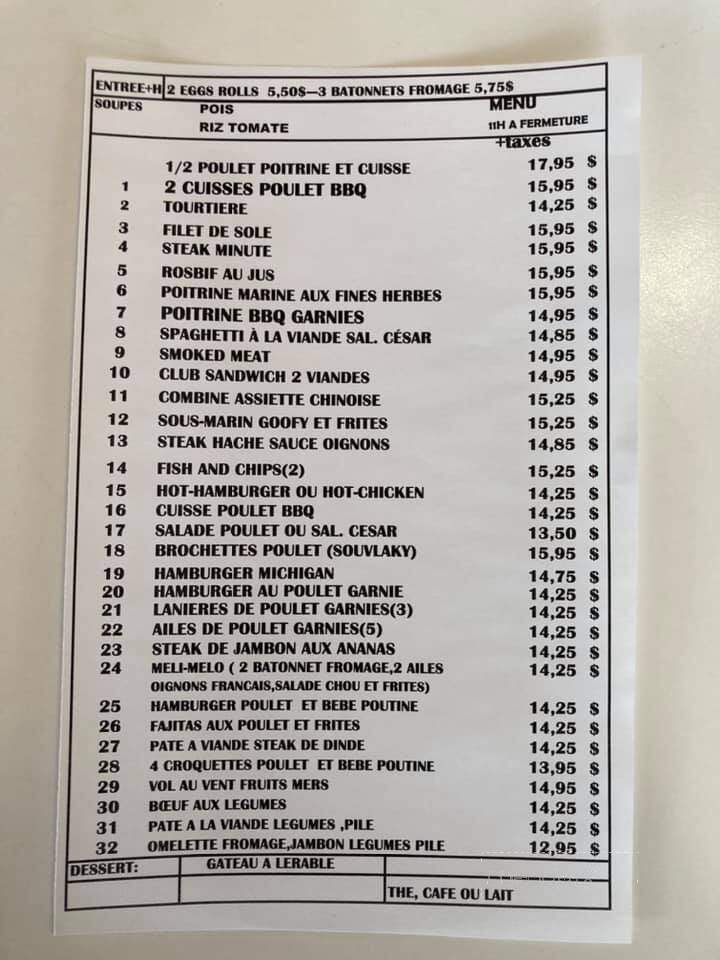 ENTREE+H 2 EGGS ROLLS 5,50$—3 BATONNETS FROMAGE 5,75$
SOUPES POIS MENU
RIZ TOMATE 11H A FERMETURE
+taxes
1/2 POULET POITRINE ET CUISSE 17,95 $
1 2 CUISSES POULET BBQ 15,95 $
2 TOURTIERE 14,25 $
3 FILET DE SOLE 15,95 $
4 STEAK MINUTE 15,95 $
5 ROSBIF AU JUS 15,95 $
6 POITRINE MARINE AUX FINES HERBES 15,95 $
7 POITRINE BBQ GARNIES 14,95 $
8 SPAGHETTI À LA VIANDE SAL. CÉSAR 14,85 $
9 SMOKED MEAT 14,95 $
10 CLUB SANDWICH 2 VIANDES 14,95 $
11 COMBINE ASSIETTE CHINOISE 15,25 $
12 SOUS-MARIN GOOFY ET FRITES 15,25 $
13 STEAK HACHE SAUCE OIGNONS 14,85 $
14 FISH AND CHIPS(2) 15,25 $
15 HOT-HAMBURGER OU HOT-CHICKEN 14,25 $
16 CUISSE POULET BBQ 14,25 $
17 SALADE POULET OU SAL. CESAR 13,50 $
18 BROCHETTES POULET (SOUVLAKY) 15,95 $
19 HAMBURGER MICHIGAN 14,75 $
20 HAMBURGER AU POULET GARNIE 14,25 $
21 LANIERES DE POULET GARNIES(3) 14,25 $
22 AILES DE POULET GARNIES(5) 14,25 $
23 STEAK DE JAMBON AUX ANANAS 14,25 $
24 MELI-MELO ( 2 BATONNET FROMAGE,2 AILES 14,25 $
OIGNONS FRANCAIS,SALADE CHOU ET FRITES)
25 HAMBURGER POULET ET BEBE POUTINE 14,25 $
26 FAJITAS AUX POULET ET FRITES 14,25 $
27 PATE A VIANDE STEAK DE DINDE 14,25 $
28 4 CROQUETTES POULET ET BEBE POUTINE 13,95 $
29 VOL AU VENT FRUITS MERS 14,95 $
30 BŒUF AUX LEGUMES 14,25 $
31 PATE A LA VIANDE LEGUMES ,PILE 14,25 $
32 OMELETTE FROMAGE,JAMBON LEGUMES PILE 12,95 $
DESSERT: GATEAU A LERABLE
THE, CAFE OU LAIT